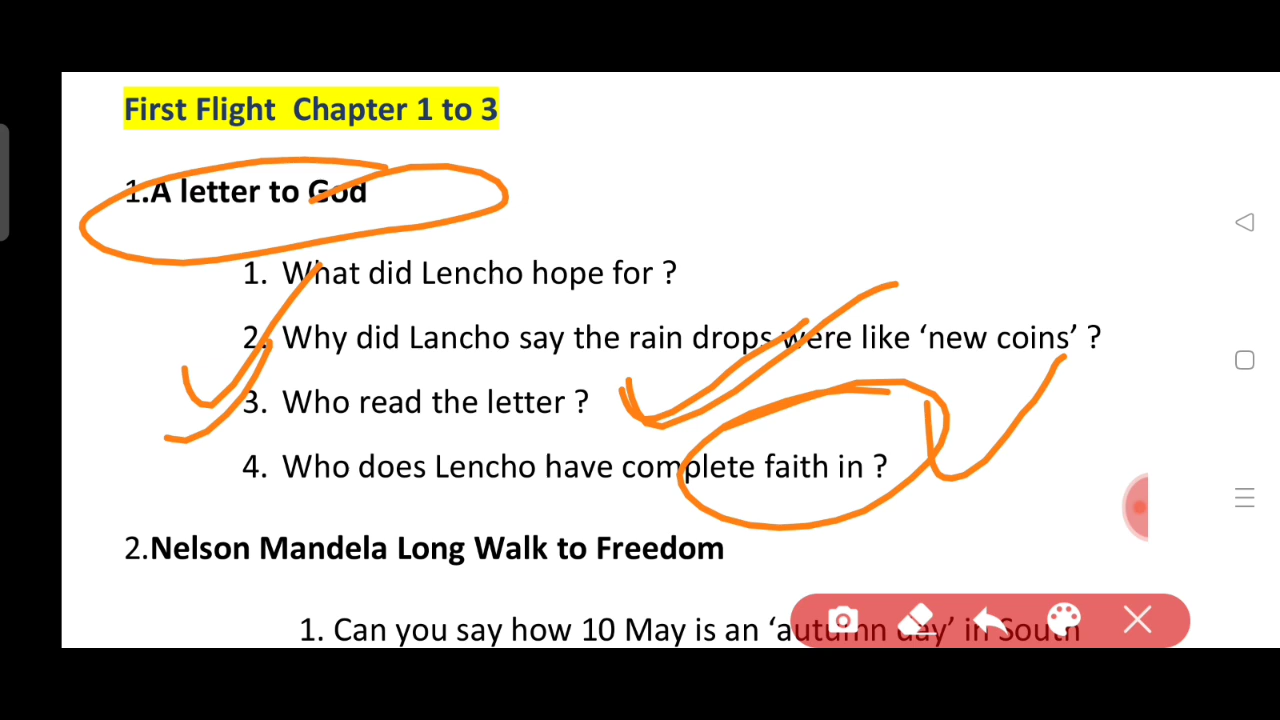 First Flight Chapter 1 to 3
1.A letter to God
1. What did Lencho hope for ?
2. Why did Lancho say the rain drops were like ‘new coins’ ?
3. Who read the letter ?
4. Who does Lencho have complete faith in ?
2.Nelson Mandela Long Walk to Freedom
1. Can you say how 10 May is an ‘autumn day’ in South